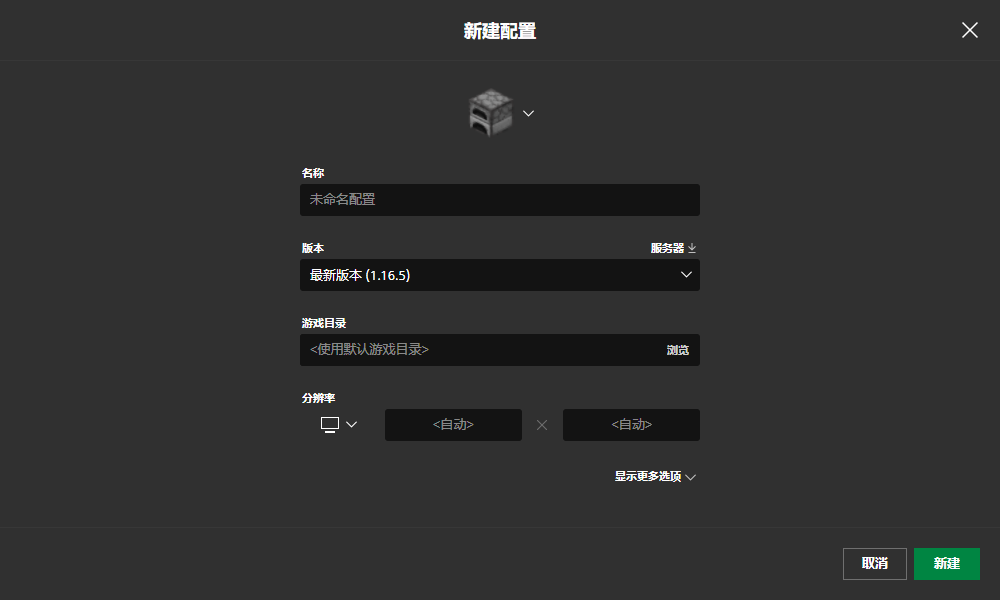 新建配置
名称
未命名配置
版本
服务器
最新版本 (1.16.5)
游戏目录
<使用默认游戏目录>
浏览
分辨率
<自动>
<自动>
显示更多选项
取消
新建